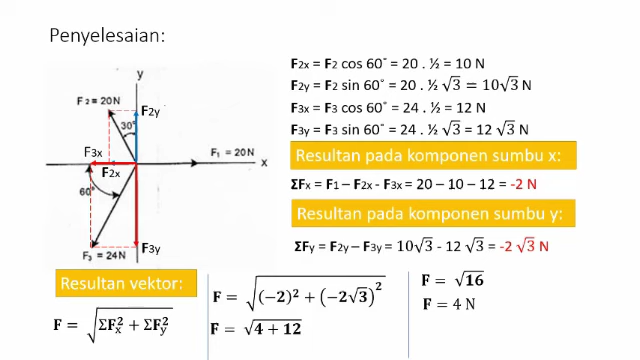 Penyelesaian:
y
F 2 = 20N
F2y
30°
F3x
F2x
F1 = 20N
x
60°
F3y
F3 = 24N
F2x = F2 cos 60° = 20 . ½ = 10 N
F2y = F2 sin 60° = 20 . ½ √3 = 10√3 N
F3x = F3 cos 60° = 24 . ½ = 12 N
F3y = F3 sin 60° = 24 . ½ √3 = 12 √3 N
Resultan pada komponen sumbu x:
ΣFx = F1 – F2x - F3x = 20 – 10 – 12 = -2 N
Resultan pada komponen sumbu y:
ΣFy = F2y – F3y = 10√3 - 12 √3 = -2 √3 N
Resultan vektor:
F = √(ΣFx² + ΣFy²)
F = √((−2)² + (−2√3)²)
F = √(4 + 12)
F = √16
F = 4 N